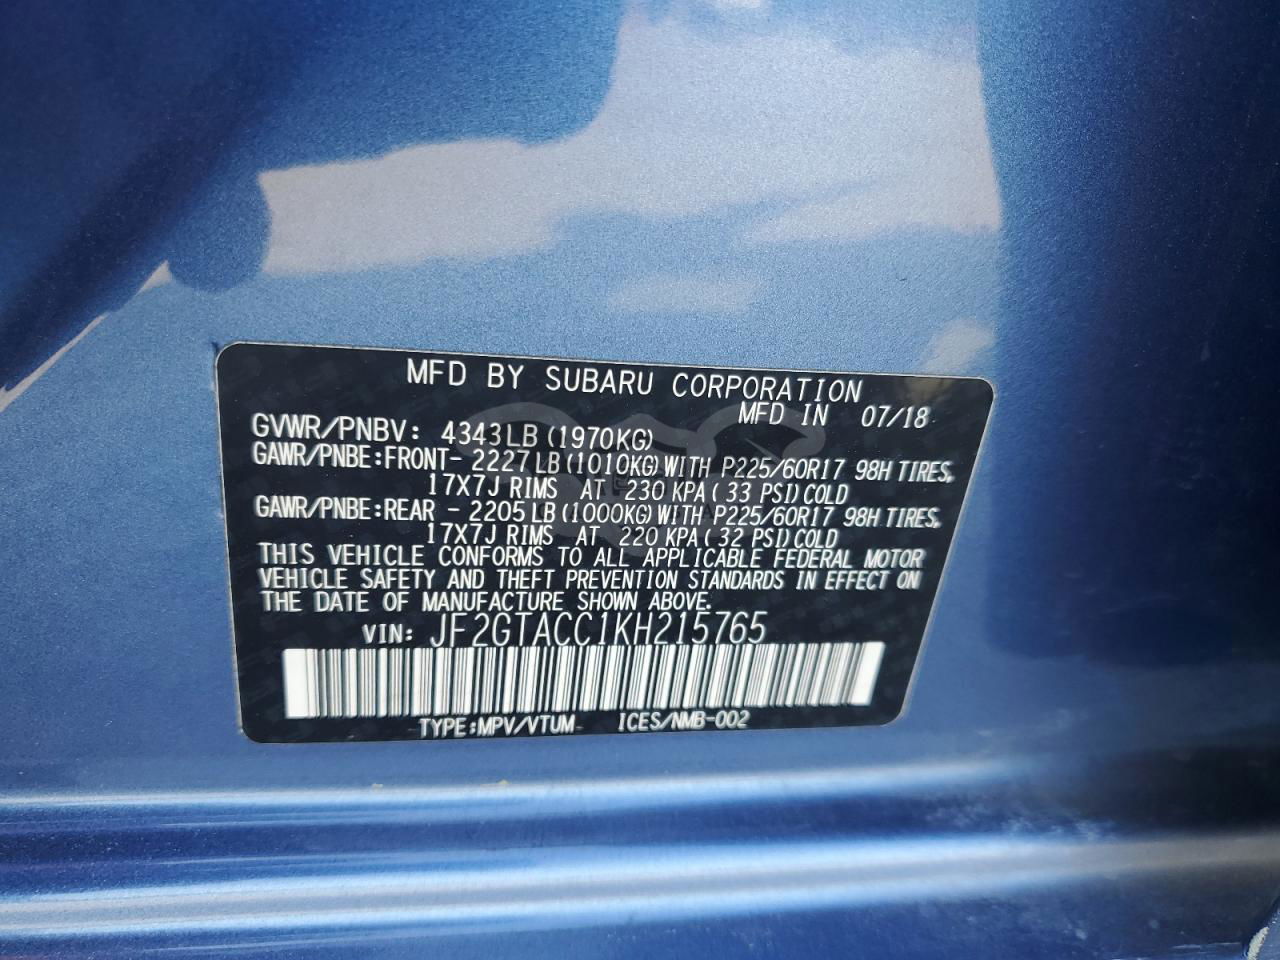 MFD BY SUBARU CORPORATION
MFD IN 07/18
GVWR/PNBV: 4343LB (1970KG)
GAWR/PNBE:FRONT- 2227LB (1010KG) WITH P225/60R17 98H TIRES,
17X7J RIMS AT 230 KPA ( 33 PSI) COLD
GAWR/PNBE:REAR - 2205LB (1000KG) WITH P225/60R17 98H TIRES,
17X7J RIMS AT 220 KPA ( 32 PSI) COLD
THIS VEHICLE CONFORMS TO ALL APPLICABLE FEDERAL MOTOR
VEHICLE SAFETY AND THEFT PREVENTION STANDARDS IN EFFECT ON
THE DATE OF MANUFACTURE SHOWN ABOVE.
VIN: JF2GTACC1KH215765
TYPE:MPV/VTUM ICES/NMB-002